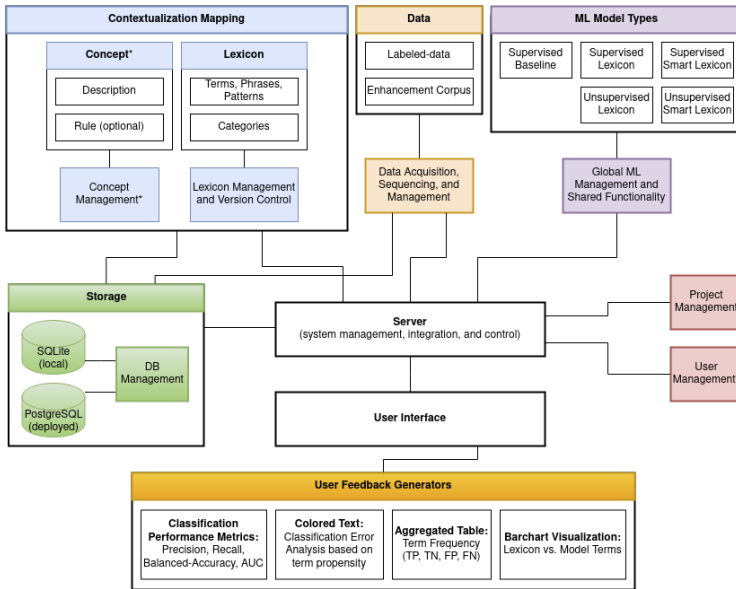 Contextualization Mapping
Concept*
Description
Rule (optional)
Concept
Management*
Lexicon
Terms, Phrases,
Patterns
Categories
Lexicon Management
and Version Control
Data
Labeled-data
Enhancement Corpus
Data Acquisition,
Sequencing, and
Management
ML Model Types
Supervised
Baseline
Supervised
Lexicon
Supervised
Smart Lexicon
Unsupervised
Lexicon
Unsupervised
Smart Lexicon
Global ML
Management and
Shared Functionality
Storage
SQLite
(local)
PostgreSQL
(deployed)
DB
Management
Server
(system management, integration, and control)
User Interface
Project
Management
User
Management
User Feedback Generators
Classification
Performance Metrics:
Precision, Recall,
Balanced-Accuracy, AUC
Colored Text:
Classification Error
Analysis based on
term propensity
Aggregated Table:
Term Frequency
(TP, TN, FP, FN)
Barchart Visualization:
Lexicon vs. Model Terms